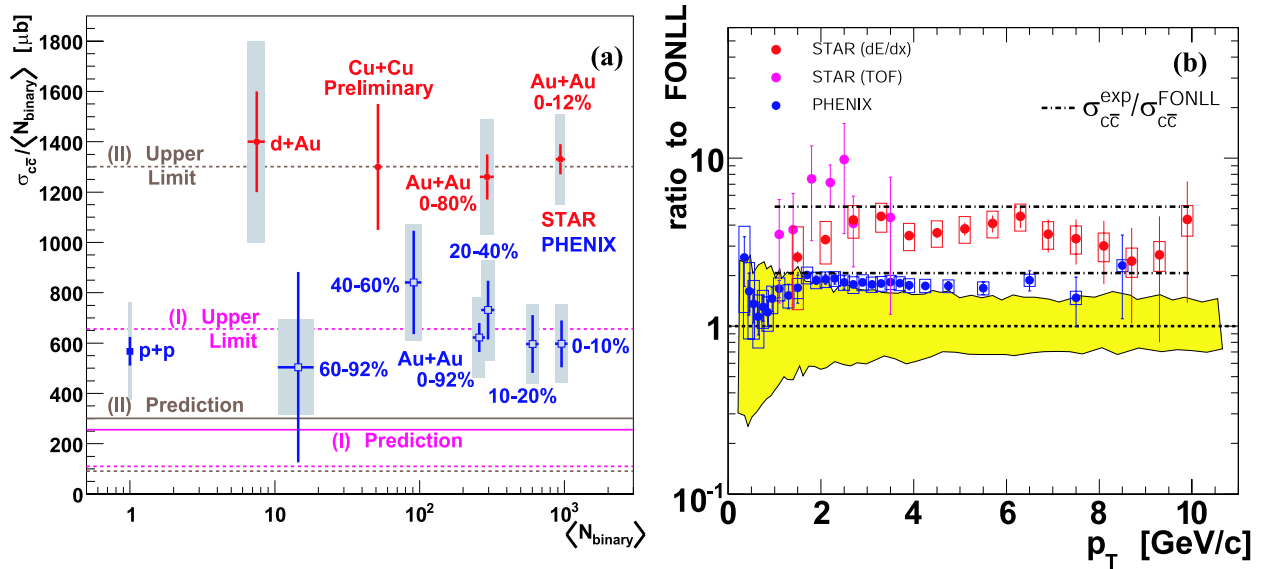 σcc̄/⟨Nbinary⟩ [μb]
1800
1600
1400
1200
1000
800
600
400
200
0
(a)
Cu+Cu
Preliminary
Au+Au
0-12%
d+Au
(II) Upper
Limit
Au+Au
0-80%
STAR
PHENIX
20-40%
40-60%
(I) Upper
Limit
p+p
60-92%
Au+Au
0-92%
0-10%
10-20%
(II) Prediction
(I) Prediction
1
10
10²
10³
⟨Nbinary⟩
ratio to FONLL
(b)
STAR (dE/dx)
STAR (TOF)
PHENIX
σcc̄^exp/σcc̄^FONLL
10
1
10⁻¹
0
2
4
6
8
10
pT [GeV/c]